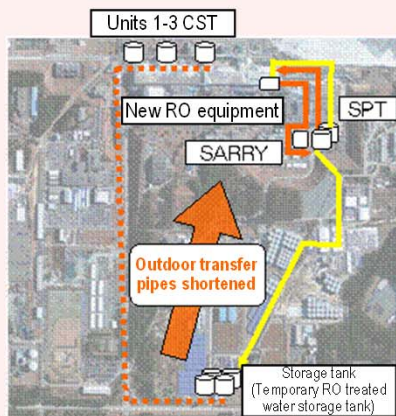 Units 1-3 CST
New RO equipment
SPT
SARRY
Outdoor transfer
pipes shortened
Storage tank
(Temporary RO treated
water storage tank)